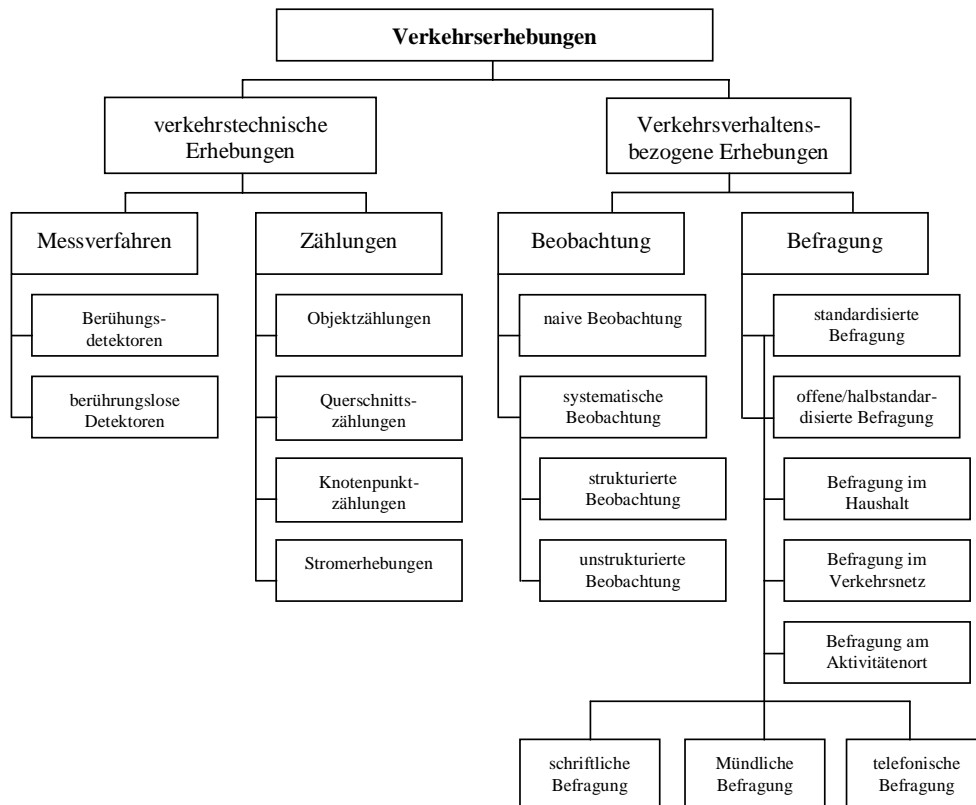 Verkehrserhebungen
verkehrstechnische
Erhebungen
Verkehrsverhaltens-
bezogene Erhebungen
Messverfahren
Zählungen
Beobachtung
Befragung
Berühungs-
detektoren
berührungslose
Detektoren
Objektzählungen
Querschnitts-
zählungen
Knotenpunkt-
zählungen
Stromerhebungen
naive Beobachtung
systematische
Beobachtung
strukturierte
Beobachtung
unstrukturierte
Beobachtung
standardisierte
Befragung
offene/halbstandar-
disierte Befragung
Befragung im
Haushalt
Befragung im
Verkehrsnetz
Befragung am
Aktivitätenort
schriftliche
Befragung
Mündliche
Befragung
telefonische
Befragung